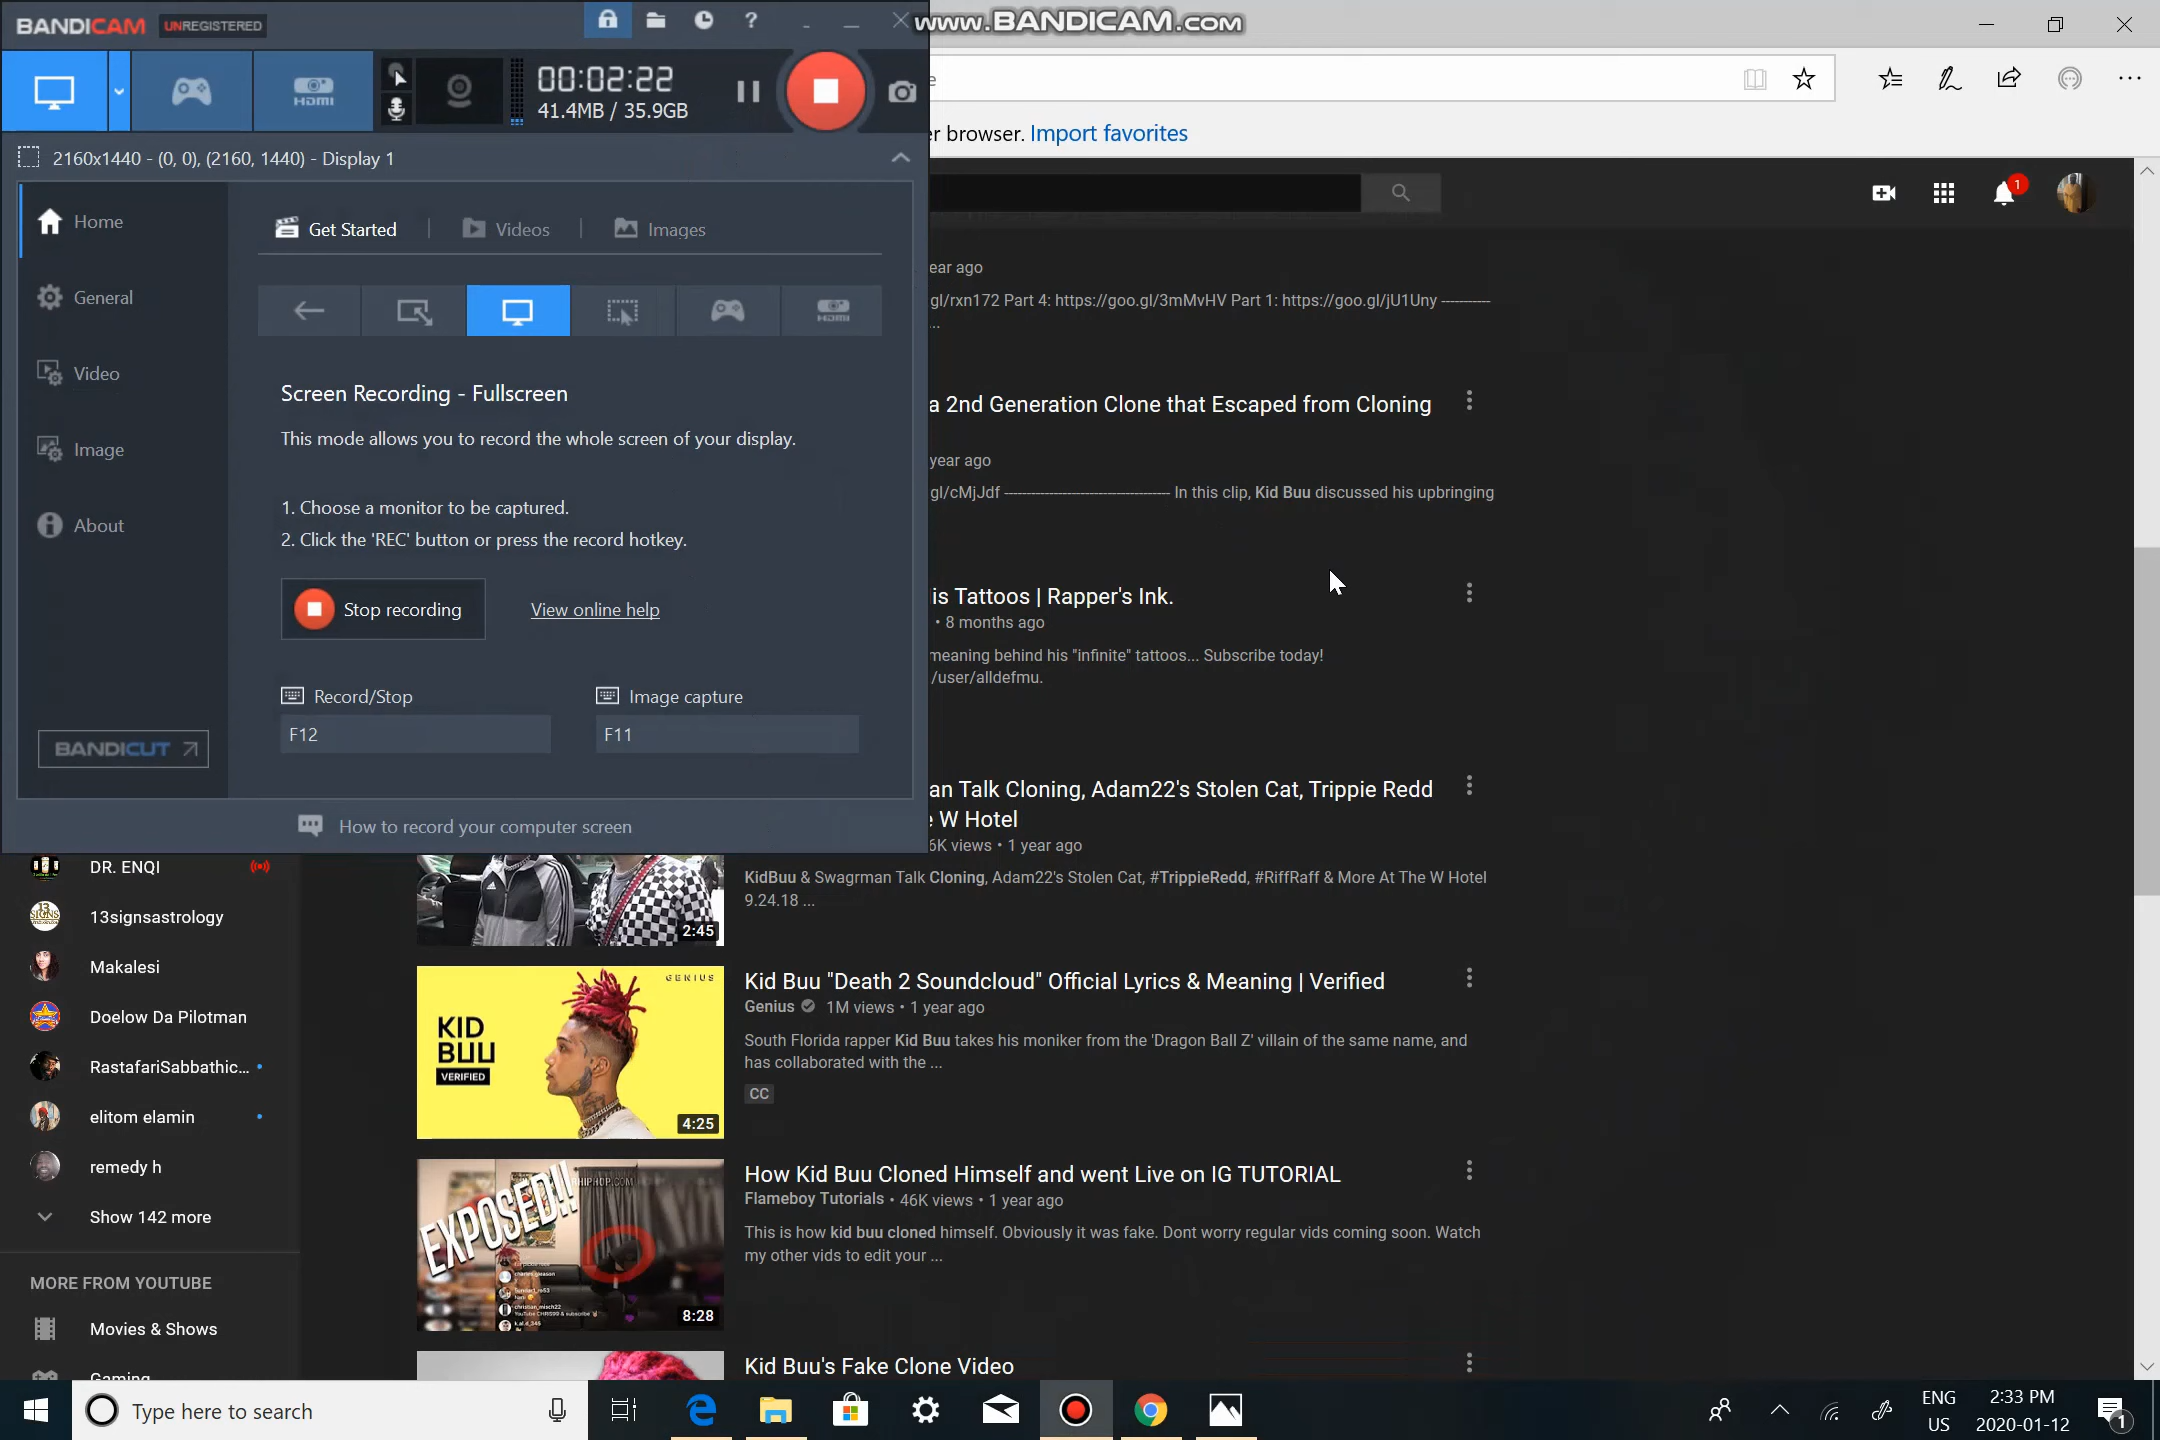 BANDICAM UNREGISTERED
www.BANDICAM.com
HDMI
00:02:22
41.4MB / 35.9GB
er browser. Import favorites
2160x1440 - (0, 0), (2160, 1440) - Display 1
Home
General
Video
Image
About
BANDICUT
Get Started
Videos
Images
HDMI
Screen Recording - Fullscreen
This mode allows you to record the whole screen of your display.
1. Choose a monitor to be captured.
2. Click the 'REC' button or press the record hotkey.
Stop recording
View online help
Record/Stop
Image capture
F12
F11
How to record your computer screen
1
ear ago
gl/rxn172 Part 4: https://goo.gl/3mMvHV Part 1: https://goo.gl/jU1Uny -----------
...
a 2nd Generation Clone that Escaped from Cloning
year ago
gl/cMjJdf ------------------------------------ In this clip, Kid Buu discussed his upbringing
is Tattoos | Rapper's Ink.
• 8 months ago
meaning behind his "infinite" tattoos... Subscribe today!
/user/alldefmu.
an Talk Cloning, Adam22's Stolen Cat, Trippie Redd
e W Hotel
6K views • 1 year ago
KidBuu & Swagrman Talk Cloning, Adam22's Stolen Cat, #TrippieRedd, #RiffRaff & More At The W Hotel
9.24.18 ...
2:45
DR. ENQI
13signsastrology
Makalesi
Doelow Da Pilotman
RastafariSabbathic...
elitom elamin
remedy h
Show 142 more
MORE FROM YOUTUBE
Movies & Shows
Gaming
GENIUS
KID
BUU
VERIFIED
4:25
Kid Buu "Death 2 Soundcloud" Official Lyrics & Meaning | Verified
Genius 1M views • 1 year ago
South Florida rapper Kid Buu takes his moniker from the 'Dragon Ball Z' villain of the same name, and
has collaborated with the ...
CC
EXPOSED!!
8:28
How Kid Buu Cloned Himself and went Live on IG TUTORIAL
Flameboy Tutorials • 46K views • 1 year ago
This is how kid buu cloned himself. Obviously it was fake. Dont worry regular vids coming soon. Watch
my other vids to edit your ...
Kid Buu's Fake Clone Video
Type here to search
ENG
US
2:33 PM
2020-01-12
1